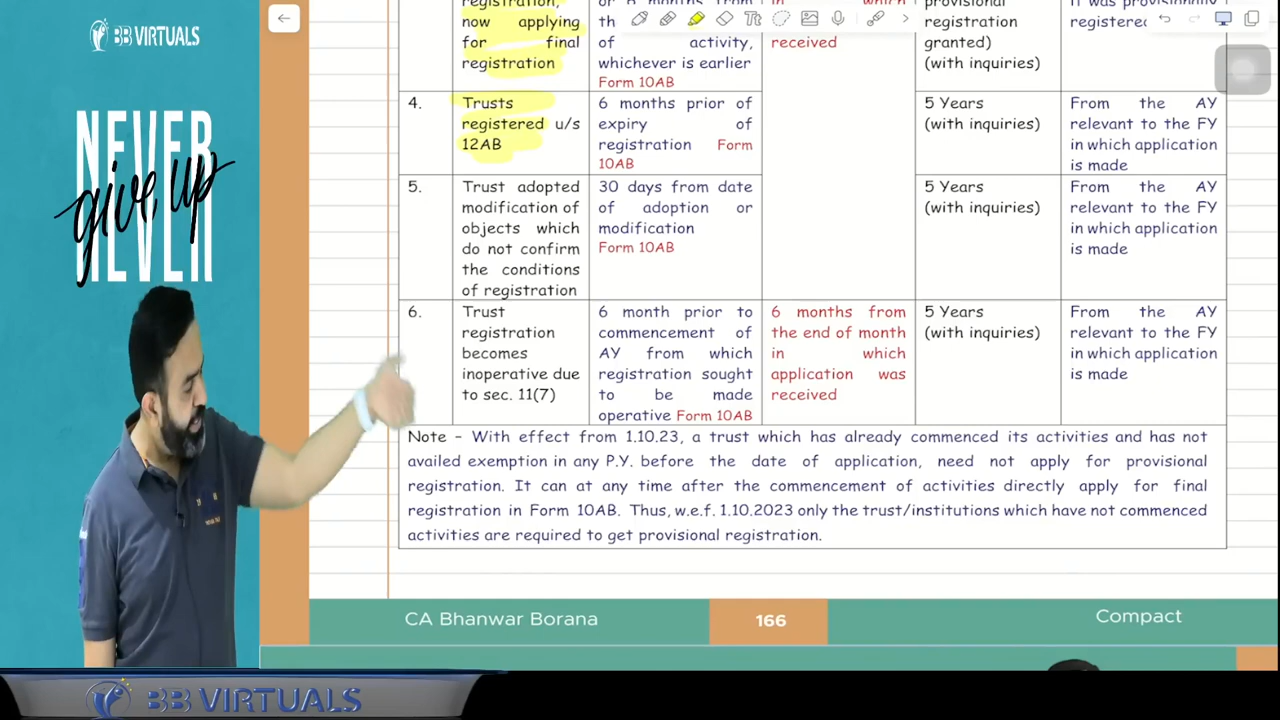 BB VIRTUALS
NEVER
give up
NEVER
registration,
now applying
for final
registration
of activity,
whichever is earlier
Form 10AB
received
provisional
registration
granted)
(with inquiries)
4.
Trusts
registered u/s
12AB
6 months prior of
expiry of
registration Form
10AB
5 Years
(with inquiries)
From the AY
relevant to the FY
in which application
is made
5.
Trust adopted
modification of
objects which
do not confirm
the conditions
of registration
30 days from date
of adoption or
modification
Form 10AB
5 Years
(with inquiries)
From the AY
relevant to the FY
in which application
is made
6.
Trust
registration
becomes
inoperative due
to sec. 11(7)
6 month prior to
commencement of
AY from which
registration sought
to be made
operative Form 10AB
6 months from
the end of month
in which
application was
received
5 Years
(with inquiries)
From the AY
relevant to the FY
in which application
is made
Note - With effect from 1.10.23, a trust which has already commenced its activities and has not
availed exemption in any P.Y. before the date of application, need not apply for provisional
registration. It can at any time after the commencement of activities directly apply for final
registration in Form 10AB. Thus, w.e.f. 1.10.2023 only the trust/institutions which have not commenced
activities are required to get provisional registration.
CA Bhanwar Borana
166
Compact
BB VIRTUALS